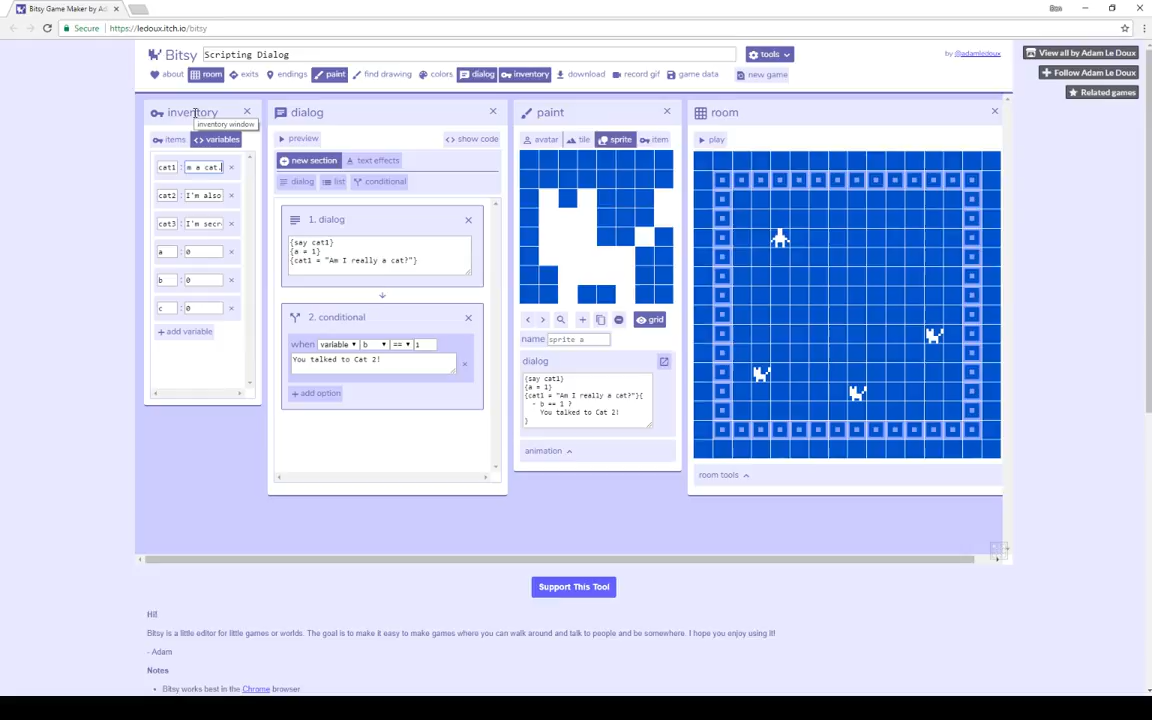 Bitsy Game Maker by Ad
Secure
https://ledoux.itch.io/bitsy
Bitsy
Scripting Dialog
tools
by @adamledoux
View all by Adam Le Doux
Follow Adam Le Doux
Related games
about
room
exits
endings
paint
find drawing
colors
dialog
inventory
download
record gif
game data
new game
inventory
inventory window
items
variables
cat1 : m a cat.
cat2 : I'm also
cat3 : I'm secr
a : 0
b : 0
c : 0
add variable
dialog
preview
show code
new section
text effects
dialog
list
conditional
1. dialog
{say cat1}
{a = 1}
{cat1 = "Am I really a cat?"}
2. conditional
when variable b == 1
You talked to Cat 2!
add option
paint
avatar
tile
sprite
item
grid
name sprite a
dialog
{say cat1}
{a = 1}
{cat1 = "Am I really a cat?"}{
- b == 1 ?
You talked to Cat 2!
}
animation
room
play
room tools
Support This Tool
Hi!
Bitsy is a little editor for little games or worlds. The goal is to make it easy to make games where you can walk around and talk to people and be somewhere. I hope you enjoy using it!
- Adam
Notes
Bitsy works best in the Chrome browser